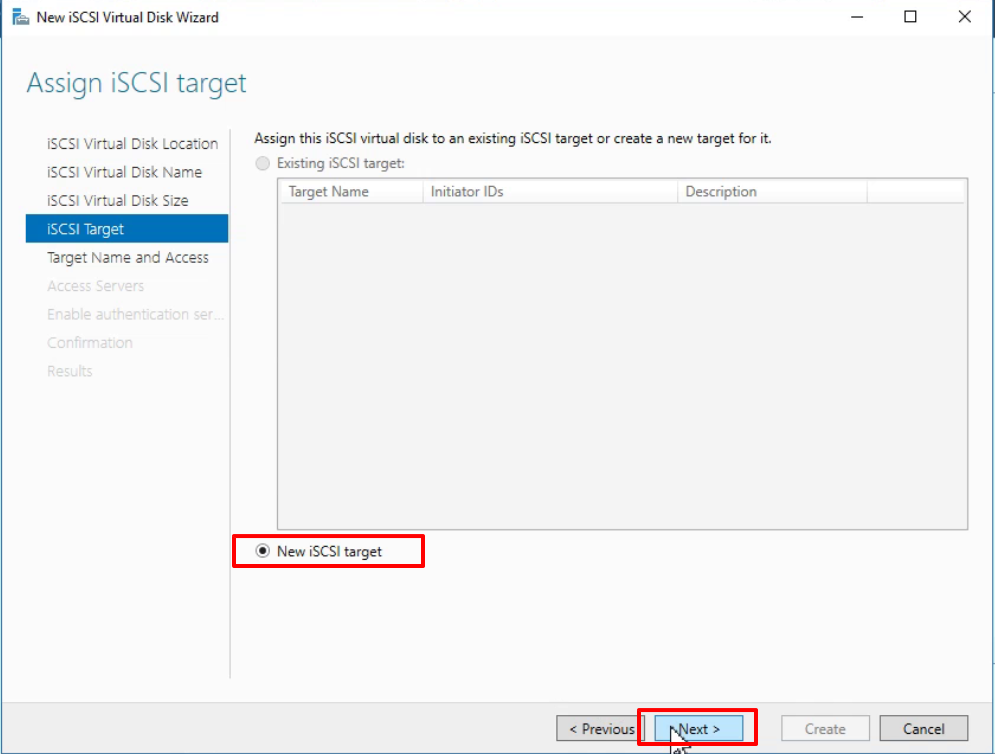 New iSCSI Virtual Disk Wizard
Assign iSCSI target
iSCSI Virtual Disk Location
iSCSI Virtual Disk Name
iSCSI Virtual Disk Size
iSCSI Target
Target Name and Access
Access Servers
Enable authentication ser...
Confirmation
Results
Assign this iSCSI virtual disk to an existing iSCSI target or create a new target for it.
Existing iSCSI target:
Target Name Initiator IDs Description
New iSCSI target
< Previous Next > Create Cancel